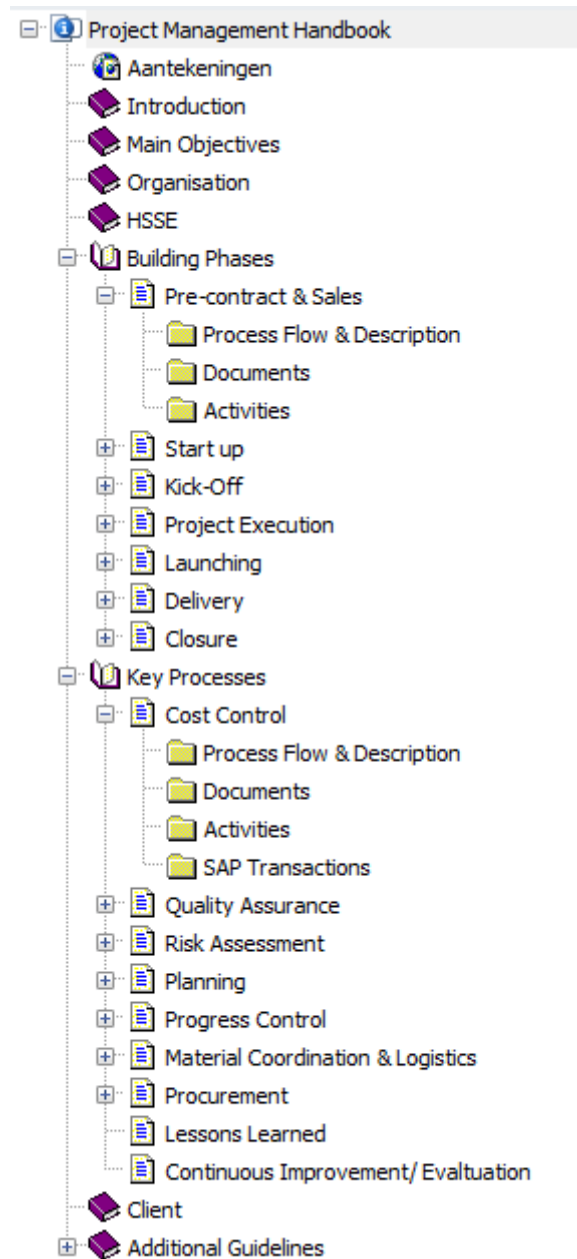 Project Management Handbook
Aantekeningen
Introduction
Main Objectives
Organisation
HSSE
Building Phases
Pre-contract & Sales
Process Flow & Description
Documents
Activities
Start up
Kick-Off
Project Execution
Launching
Delivery
Closure
Key Processes
Cost Control
Process Flow & Description
Documents
Activities
SAP Transactions
Quality Assurance
Risk Assessment
Planning
Progress Control
Material Coordination & Logistics
Procurement
Lessons Learned
Continuous Improvement/ Evaltuation
Client
Additional Guidelines